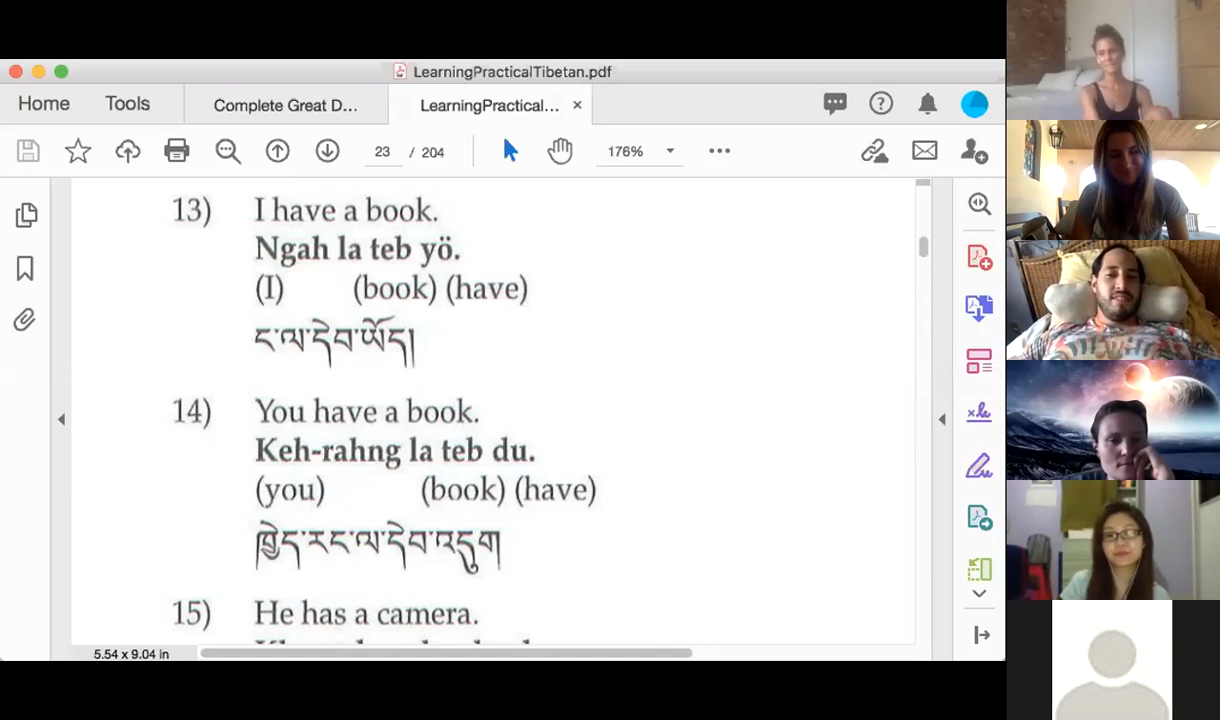 LearningPracticalTibetan.pdf
Home Tools Complete Great D... LearningPractical... ×
23 / 204 176%
13) I have a book.
Ngah la teb yö.
(I) (book) (have)
ང་ལ་དེབ་ཡོད།
14) You have a book.
Keh-rahng la teb du.
(you) (book) (have)
ཁྱེད་རང་ལ་དེབ་འདུག
15) He has a camera.
5.54 x 9.04 in